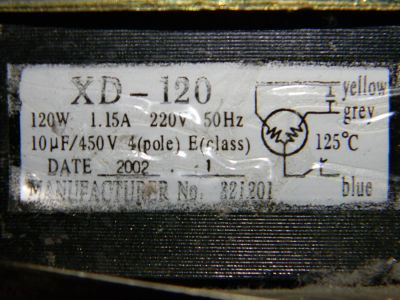 XD-120
120W 1.15A 220V 50Hz
10μF/450V 4(pole) E(class)
DATE 2002 . 1
MANUFACTURER No: 321201
yellow
grey
125°C
blue